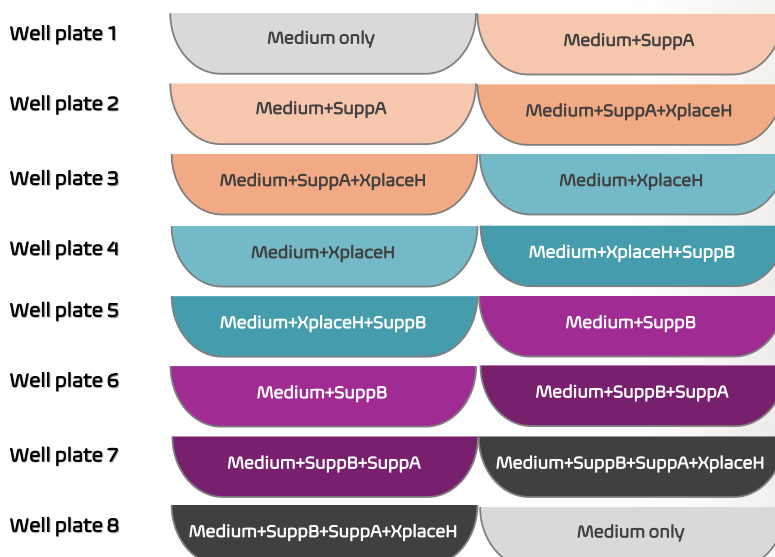 Well plate 1
Medium only
Medium+SuppA
Well plate 2
Medium+SuppA
Medium+SuppA+XplaceH
Well plate 3
Medium+SuppA+XplaceH
Medium+XplaceH
Well plate 4
Medium+XplaceH
Medium+XplaceH+SuppB
Well plate 5
Medium+XplaceH+SuppB
Medium+SuppB
Well plate 6
Medium+SuppB
Medium+SuppB+SuppA
Well plate 7
Medium+SuppB+SuppA
Medium+SuppB+SuppA+XplaceH
Well plate 8
Medium+SuppB+SuppA+XplaceH
Medium only